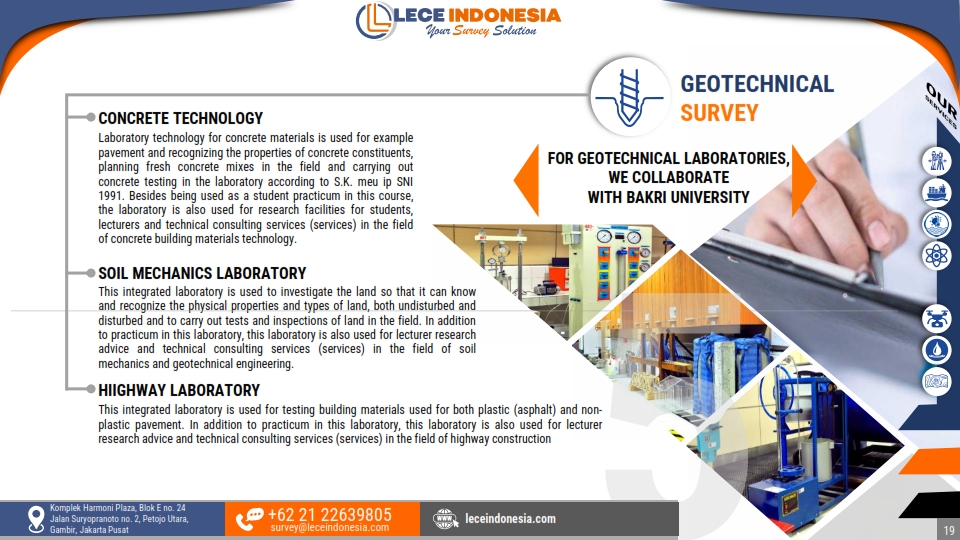 LECE INDONESIA
Your Survey Solution
GEOTECHNICAL
SURVEY
OUR
SERVICES
CONCRETE TECHNOLOGY
Laboratory technology for concrete materials is used for example
pavement and recognizing the properties of concrete constituents,
planning fresh concrete mixes in the field and carrying out
concrete testing in the laboratory according to S.K. meu ip SNI
1991. Besides being used as a student practicum in this course,
the laboratory is also used for research facilities for students,
lecturers and technical consulting services (services) in the field
of concrete building materials technology.
FOR GEOTECHNICAL LABORATORIES,
WE COLLABORATE
WITH BAKRI UNIVERSITY
SOIL MECHANICS LABORATORY
This integrated laboratory is used to investigate the land so that it can know
and recognize the physical properties and types of land, both undisturbed and
disturbed and to carry out tests and inspections of land in the field. In addition
to practicum in this laboratory, this laboratory is also used for lecturer research
advice and technical consulting services (services) in the field of soil
mechanics and geotechnical engineering.
HIIGHWAY LABORATORY
This integrated laboratory is used for testing building materials used for both plastic (asphalt) and non-
plastic pavement. In addition to practicum in this laboratory, this laboratory is also used for lecturer
research advice and technical consulting services (services) in the field of highway construction
Komplek Harmoni Plaza, Blok E no. 24
Jalan Suryopranoto no. 2, Petojo Utara,
Gambir, Jakarta Pusat
+62 21 22639805
survey@leceindonesia.com
leceindonesia.com
19